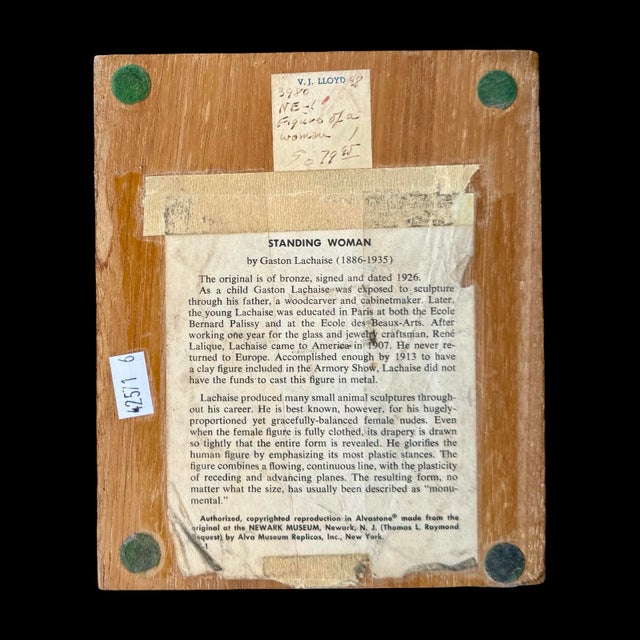 V. J. LLOYD
3980
NE-1
Figure of a
woman
79 95
STANDING WOMAN
by Gaston Lachaise (1886-1935)
The original is of bronze, signed and dated 1926.
As a child Gaston Lachaise was exposed to sculpture
through his father, a woodcarver and cabinetmaker. Later,
the young Lachaise was educated in Paris at both the Ecole
Bernard Palissy and at the Ecole des Beaux-Arts. After
working one year for the glass and jewelry craftsman, René
Lalique, Lachaise came to America in 1907. He never re-
turned to Europe. Accomplished enough by 1913 to have
a clay figure included in the Armory Show, Lachaise did not
have the funds to cast this figure in metal.
Lachaise produced many small animal sculptures through-
out his career. He is best known, however, for his hugely-
proportioned yet gracefully-balanced female nudes. Even
when the female figure is fully clothed, its drapery is drawn
so tightly that the entire form is revealed. He glorifies the
human figure by emphasizing its most plastic stances. The
figure combines a flowing, continuous line, with the plasticity
of receding and advancing planes. The resulting form, no
matter what the size, has usually been described as “monu-
mental.”
Authorized, copyrighted reproduction in Alvastone® made from the
original at the NEWARK MUSEUM, Newark, N. J. (Thomas L. Raymond
Bequest) by Alva Museum Replicas, Inc., New York.
42571 6